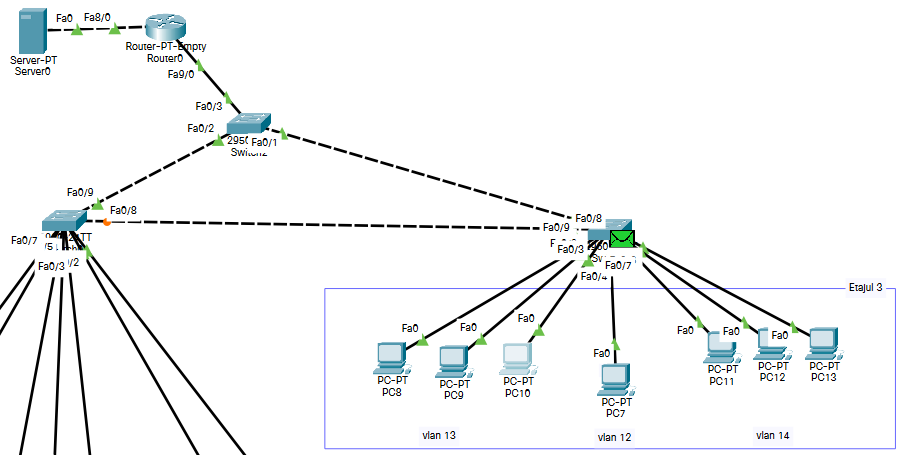 Fa0
Fa8/0
Server-PT
Server0
Router-PT-Empty
Router0
Fa9/0
Fa0/3
Fa0/2
Fa0/1
Fa0/9
Fa0/8
Fa0/7
Fa0/3
/2
Fa0/8
Fa0/9
Fa0/3
Fa0/4
Fa0/7
Etajul 3
Fa0
Fa0
Fa0
Fa0
Fa0
Fa0
Fa0
PC-PT
PC8
PC-PT
PC9
PC-PT
PC10
PC-PT
PC7
PC-PT
PC11
PC-PT
PC12
PC-PT
PC13
vlan 13
vlan 12
vlan 14